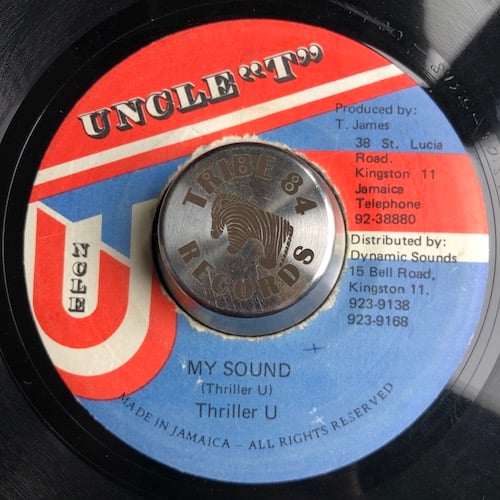 UNCLE "T"
Produced by:
T. James
38 St. Lucia
Road.
Kingston 11
Jamaica
Telephone
92-38880
Distributed by:
Dynamic Sounds
15 Bell Road,
Kingston 11.
923-9138
923-9168
UNCLE
TRIBE 84
RECORDS
MY SOUND
(Thriller U)
Thriller U
MADE IN JAMAICA – ALL RIGHTS RESERVED